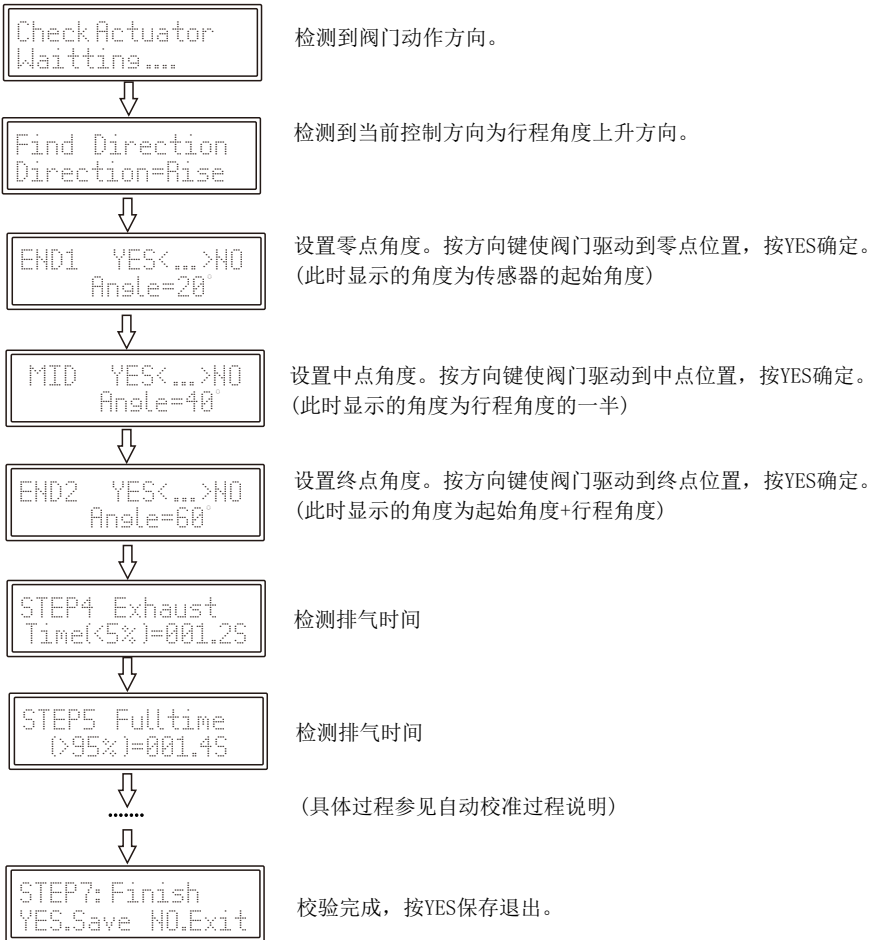 Check Actuator
Waitting....
检测到阀门动作方向。
Find Direction
Direction=Rise
检测到当前控制方向为行程角度上升方向。
END1 YES<...>NO
Angle=20°
设置零点角度。按方向键使阀门驱动到零点位置，按YES确定。
(此时显示的角度为传感器的起始角度)
MID YES<...>NO
Angle=40°
设置中点角度。按方向键使阀门驱动到中点位置，按YES确定。
(此时显示的角度为行程角度的一半)
END2 YES<...>NO
Angle=60°
设置终点角度。按方向键使阀门驱动到终点位置，按YES确定。
(此时显示的角度为起始角度+行程角度)
STEP4 Exhaust
Time(<5%)=001.2S
检测排气时间
STEP5 Fulltime
(>95%)=001.4S
检测排气时间
.......
(具体过程参见自动校准过程说明)
STEP7:Finish
YES.Save NO.Exit
校验完成，按YES保存退出。